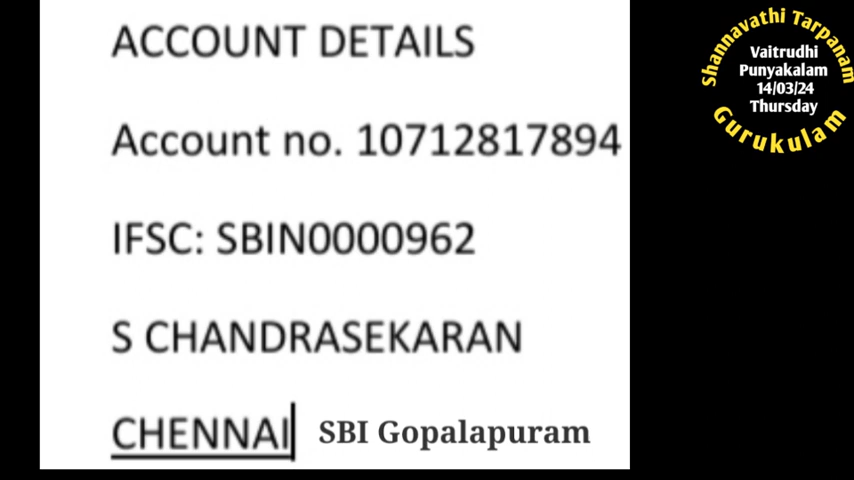 ACCOUNT DETAILS
Account no. 10712817894
IFSC: SBIN0000962
S CHANDRASEKARAN
CHENNAI SBI Gopalapuram
Shannavathi Tarpanam
Vaitrudhi
Punyakalam
14/03/24
Thursday
Gurukulam